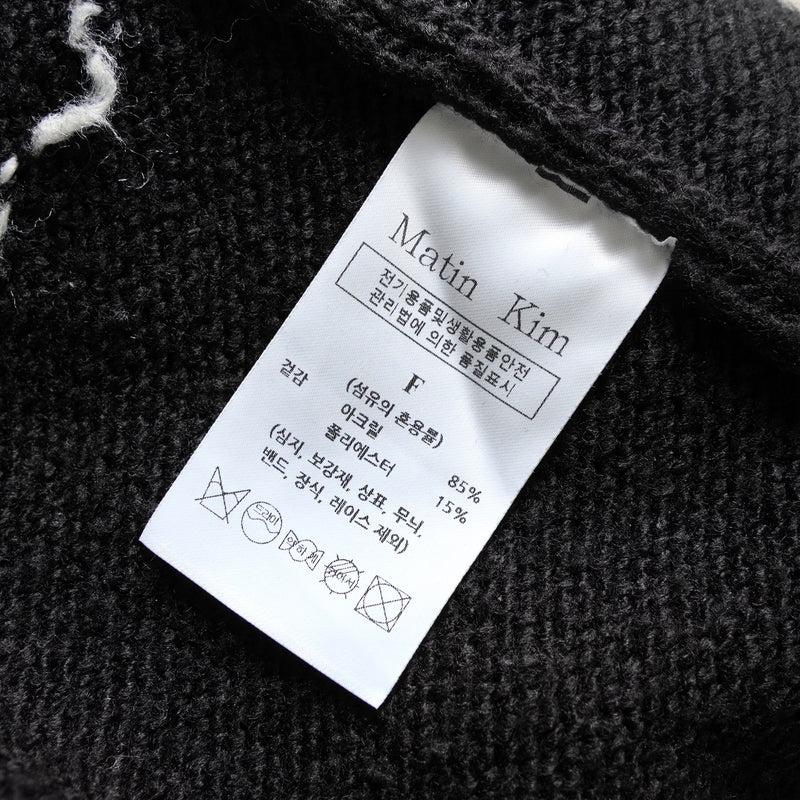 Matin Kim
전기용품및생활용품안전
관리법에 의한 품질표시
F
(섬유의 혼용률)
겉감 아크릴 85%
폴리에스터 15%
(심지, 보강재, 상표, 무늬,
밴드, 장식, 레이스 제외)
드라이 약하게